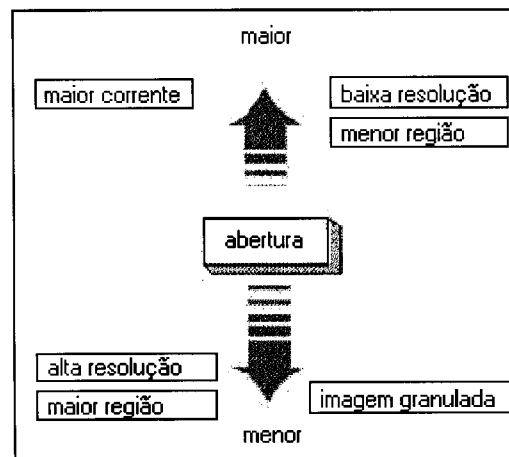 maior
maior corrente
baixa resolução
menor região
abertura
alta resolução
maior região
imagem granulada
menor